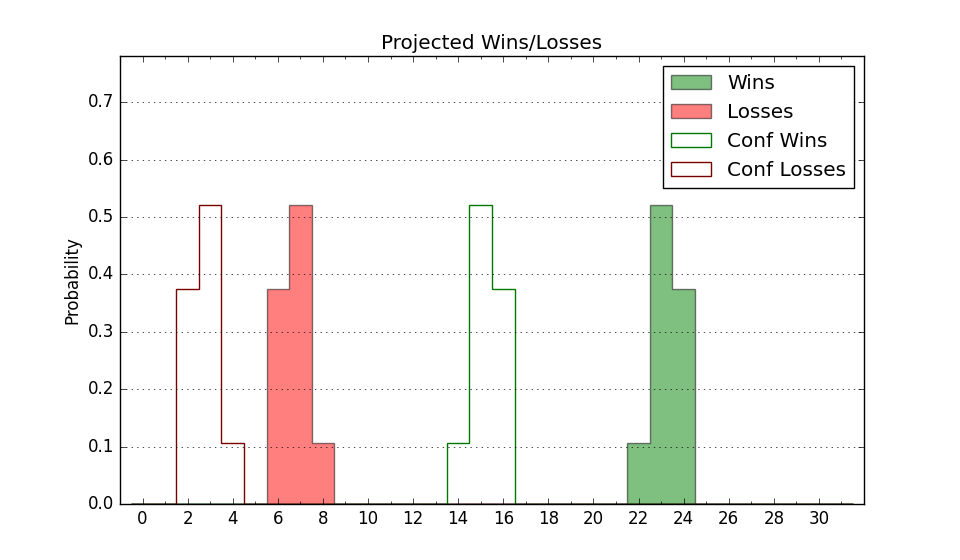 Projected Wins/Losses
Wins
Losses
Conf Wins
Conf Losses
Probability
0.7
0.6
0.5
0.4
0.3
0.2
0.1
0.0
0 2 4 6 8 10 12 14 16 18 20 22 24 26 28 30